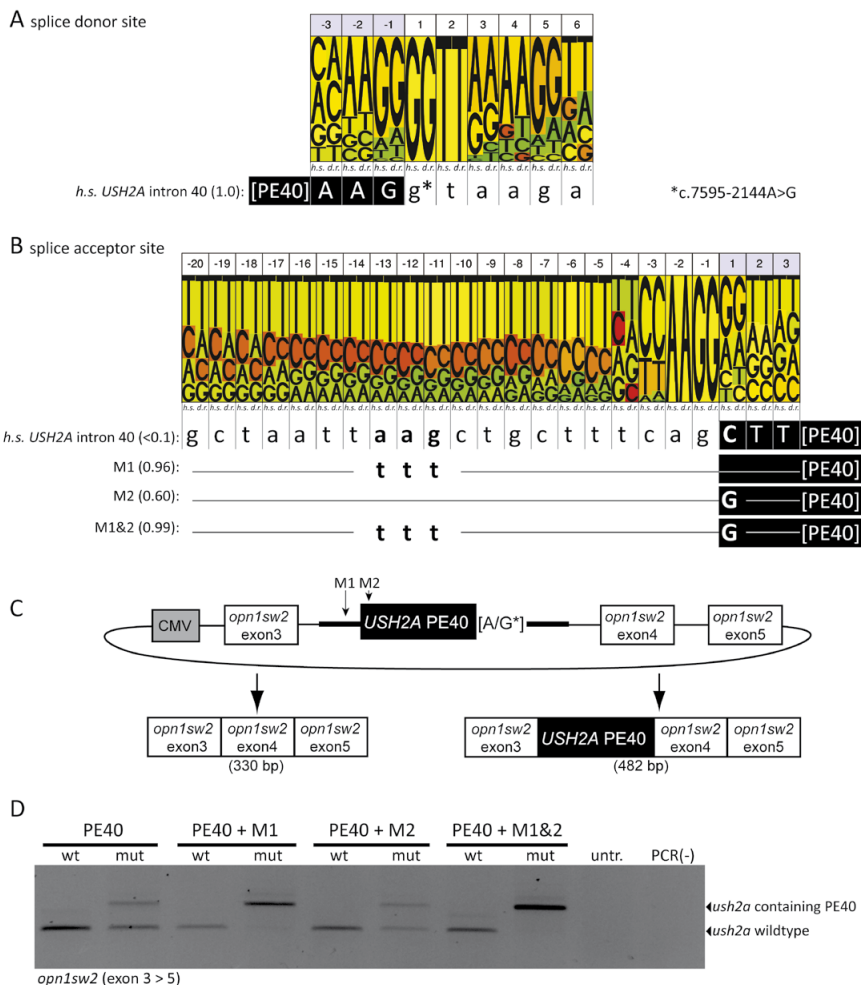 A splice donor site
-3 -2 -1 1 2 3 4 5 6
h.s. d.r. h.s. d.r. h.s. d.r. h.s. d.r. h.s. d.r. h.s. d.r. h.s. d.r. h.s. d.r. h.s. d.r.
h.s. USH2A intron 40 (1.0): [PE40] A A G g* t a a g a *c.7595-2144A>G
B splice acceptor site
-20 -19 -18 -17 -16 -15 -14 -13 -12 -11 -10 -9 -8 -7 -6 -5 -4 -3 -2 -1 1 2 3
h.s. d.r. h.s. d.r. h.s. d.r. h.s. d.r. h.s. d.r. h.s. d.r. h.s. d.r. h.s. d.r. h.s. d.r. h.s. d.r. h.s. d.r. h.s. d.r. h.s. d.r. h.s. d.r. h.s. d.r. h.s. d.r. h.s. d.r. h.s. d.r. h.s. d.r. h.s. d.r. h.s. d.r. h.s. d.r. h.s. d.r.
h.s. USH2A intron 40 (<0.1): g c t a a t t a a g c t g c t t t c a g C T T [PE40]
M1 (0.96): t t t [PE40]
M2 (0.60): G [PE40]
M1&2 (0.99): t t t G [PE40]
C
M1 M2
CMV opn1sw2 exon3 USH2A PE40 [A/G*] opn1sw2 exon4 opn1sw2 exon5
opn1sw2 exon3 opn1sw2 exon4 opn1sw2 exon5 opn1sw2 exon3 USH2A PE40 opn1sw2 exon4 opn1sw2 exon5
(330 bp) (482 bp)
D
PE40 PE40 + M1 PE40 + M2 PE40 + M1&2
wt mut wt mut wt mut wt mut untr. PCR(-)
ush2a containing PE40
ush2a wildtype
opn1sw2 (exon 3 > 5)